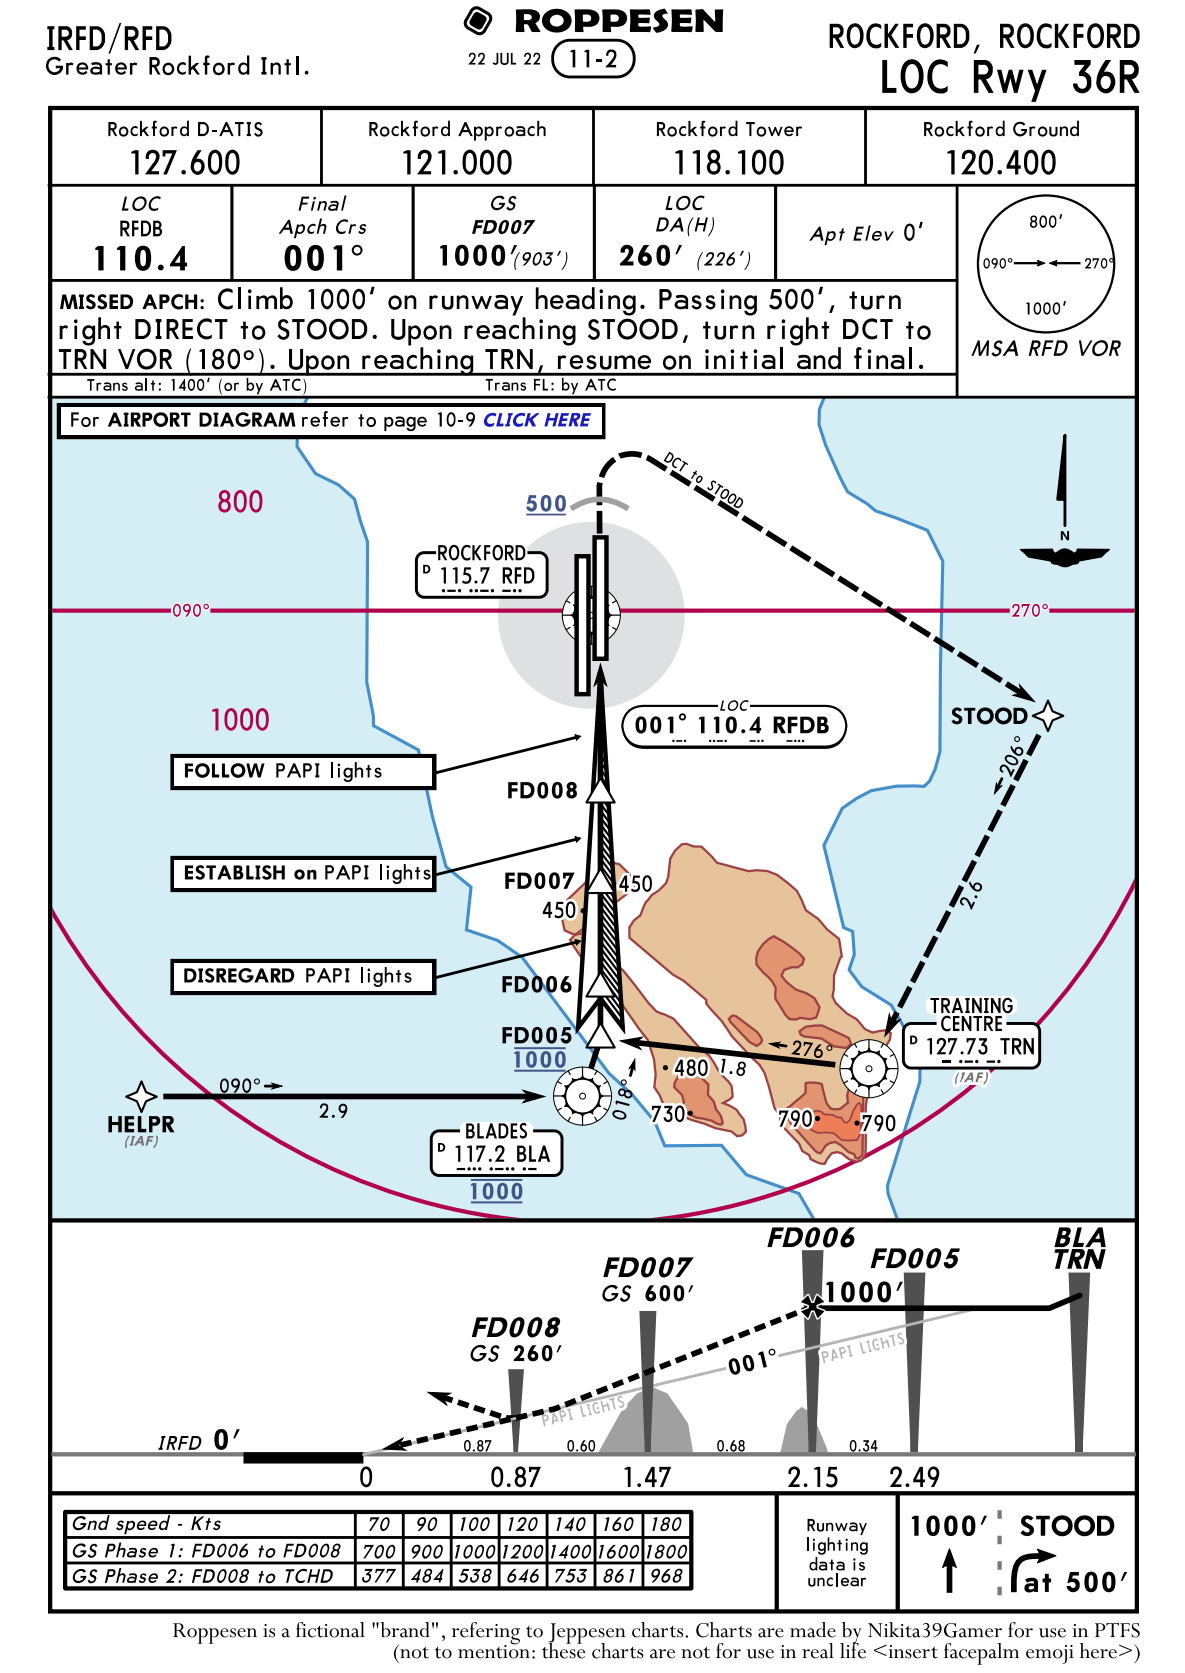 IRFD/RFD
Greater Rockford Intl.
ROPPESEN
22 JUL 22 11-2
ROCKFORD, ROCKFORD
LOC Rwy 36R
Rockford D-ATIS
127.600
Rockford Approach
121.000
Rockford Tower
118.100
Rockford Ground
120.400
LOC
RFDB
110.4
Final
Apch Crs
001°
GS
FD007
1000′(903′)
LOC
DA(H)
260′ (226′)
Apt Elev 0′
800′
090° 270°
1000′
MSA RFD VOR
MISSED APCH: Climb 1000′ on runway heading. Passing 500′, turn
right DIRECT to STOOD. Upon reaching STOOD, turn right DCT to
TRN VOR (180°). Upon reaching TRN, resume on initial and final.
Trans alt: 1400′ (or by ATC) Trans FL: by ATC
For AIRPORT DIAGRAM refer to page 10-9 CLICK HERE
DCT to STOOD
800
500
N
ROCKFORD
D 115.7 RFD
090°
270°
1000
LOC
001° 110.4 RFDB
STOOD
206°
FOLLOW PAPI lights
FD008
ESTABLISH on PAPI lights
FD007
450
450
2.6
DISREGARD PAPI lights
FD006
FD005
1000
TRAINING
CENTRE
D 127.73 TRN
(IAF)
276°
1.8
480
018°
090°
2.9
HELPR
(IAF)
730
790
790
BLADES
D 117.2 BLA
1000
FD006
FD005
BLA
TRN
FD007
GS 600′
1000′
FD008
GS 260′
001°
PAPI LIGHTS
PAPI LIGHTS
IRFD 0′
0.87 0.60 0.68 0.34
0 0.87 1.47 2.15 2.49
Gnd speed - Kts 70 90 100 120 140 160 180
GS Phase 1: FD006 to FD008 700 900 1000 1200 1400 1600 1800
GS Phase 2: FD008 to TCHD 377 484 538 646 753 861 968
Runway
lighting
data is
unclear
1000′
STOOD
at 500′
Roppesen is a fictional "brand", refering to Jeppesen charts. Charts are made by Nikita39Gamer for use in PTFS
(not to mention: these charts are not for use in real life <insert facepalm emoji here>)